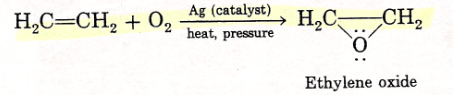 Ag (catalyst)
H₂C=CH₂ + O₂ ⟶ H₂C—CH₂
heat, pressure
:O:
Ethylene oxide